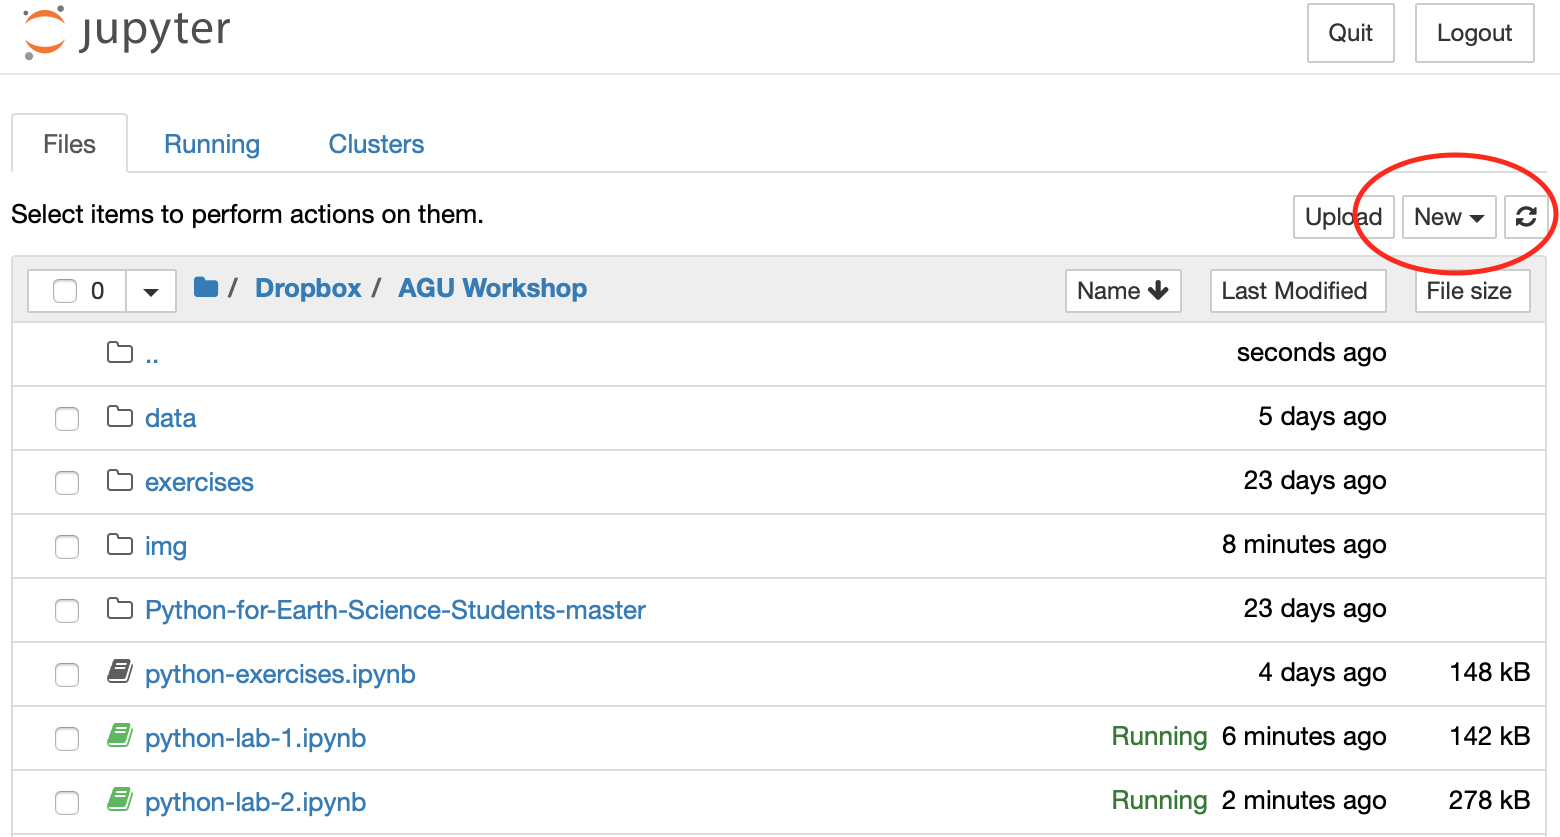 jupyter Quit Logout
Files Running Clusters
Select items to perform actions on them. Upload New
0 / Dropbox / AGU Workshop Name Last Modified File size
.. seconds ago
data 5 days ago
exercises 23 days ago
img 8 minutes ago
Python-for-Earth-Science-Students-master 23 days ago
python-exercises.ipynb 4 days ago 148 kB
python-lab-1.ipynb Running 6 minutes ago 142 kB
python-lab-2.ipynb Running 2 minutes ago 278 kB